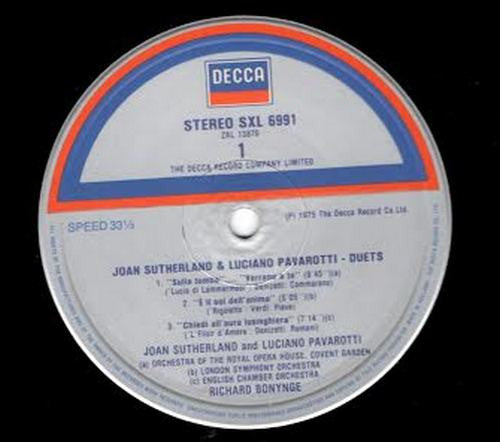 DECCA
STEREO SXL 6991
ZAL 13876
1
THE DECCA RECORD COMPANY LIMITED
SPEED 33⅓
(P) 1975 The Decca Record Co. Ltd.
JOAN SUTHERLAND & LUCIANO PAVAROTTI - DUETS
1. "Sulla tomba Verrano a te" (a)
("Lucia di Lammermoor" Donizetti: Cammarano)
2. "È il sol dell'anima" (b)
("Rigoletto" Verdi: Piave)
3. "Chiedi all'aura lusinghiera" (7'14") (c)
("L'Elisir d'Amore" Donizetti: Romani)
JOAN SUTHERLAND and LUCIANO PAVAROTTI
(a) ORCHESTRA OF THE ROYAL OPERA HOUSE, COVENT GARDEN
(b) LONDON SYMPHONY ORCHESTRA
(c) ENGLISH CHAMBER ORCHESTRA
RICHARD BONYNGE